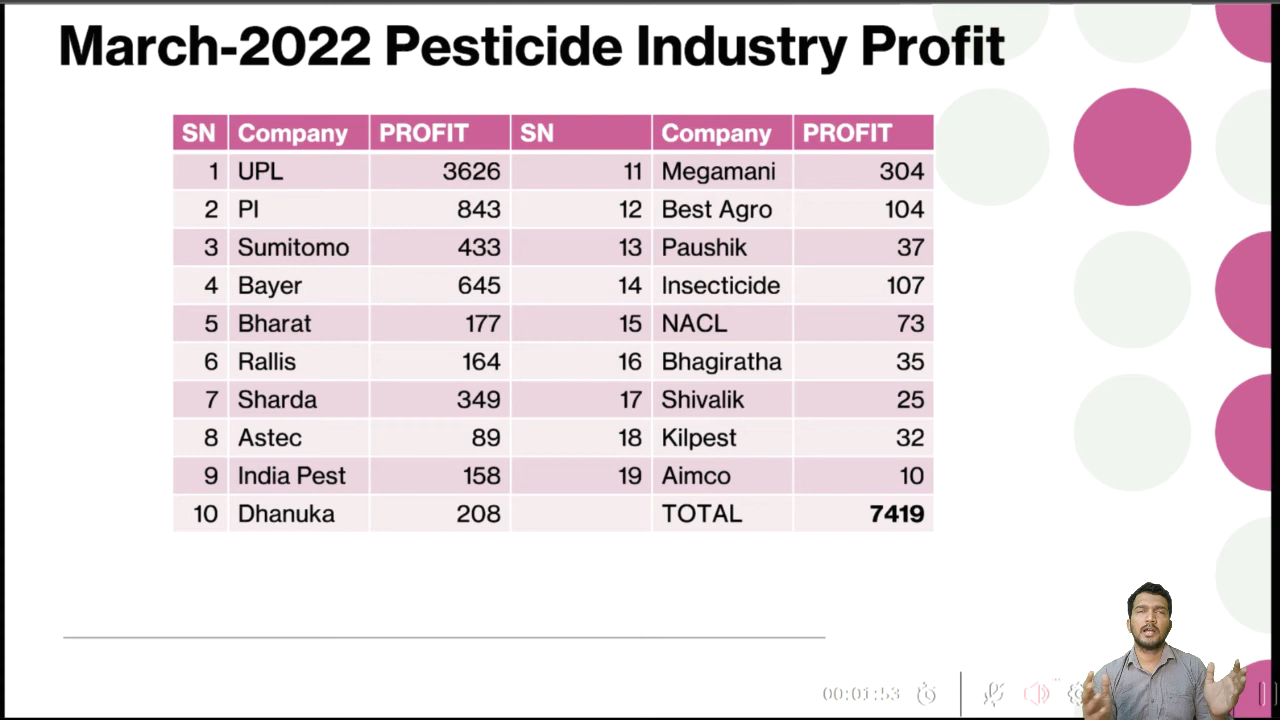 March-2022 Pesticide Industry Profit
SN Company PROFIT SN Company PROFIT
1 UPL 3626 11 Megamani 304
2 PI 843 12 Best Agro 104
3 Sumitomo 433 13 Paushik 37
4 Bayer 645 14 Insecticide 107
5 Bharat 177 15 NACL 73
6 Rallis 164 16 Bhagiratha 35
7 Sharda 349 17 Shivalik 25
8 Astec 89 18 Kilpest 32
9 India Pest 158 19 Aimco 10
10 Dhanuka 208 TOTAL 7419
00:01:53